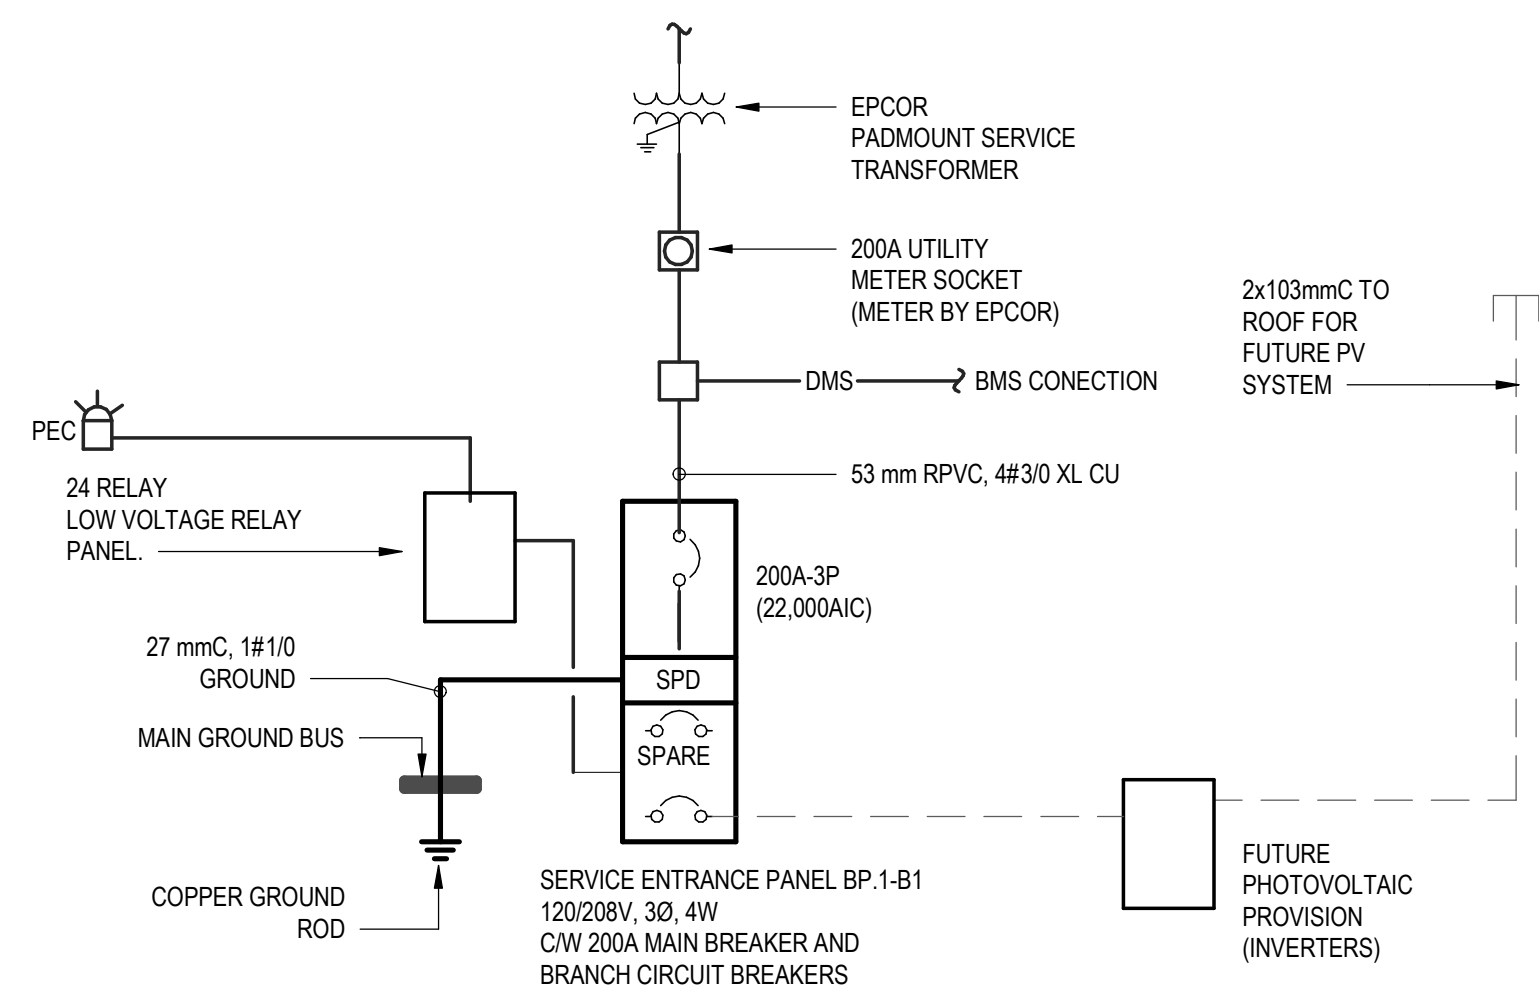 EPCOR
PADMOUNT SERVICE
TRANSFORMER
200A UTILITY
METER SOCKET
(METER BY EPCOR)
2x103mmC TO
ROOF FOR
FUTURE PV
SYSTEM
DMS
BMS CONECTION
PEC
53 mm RPVC, 4#3/0 XL CU
24 RELAY
LOW VOLTAGE RELAY
PANEL.
200A-3P
(22,000AIC)
27 mmC, 1#1/0
GROUND
SPD
MAIN GROUND BUS
SPARE
COPPER GROUND
ROD
SERVICE ENTRANCE PANEL BP.1-B1
120/208V, 3Ø, 4W
C/W 200A MAIN BREAKER AND
BRANCH CIRCUIT BREAKERS
FUTURE
PHOTOVOLTAIC
PROVISION
(INVERTERS)